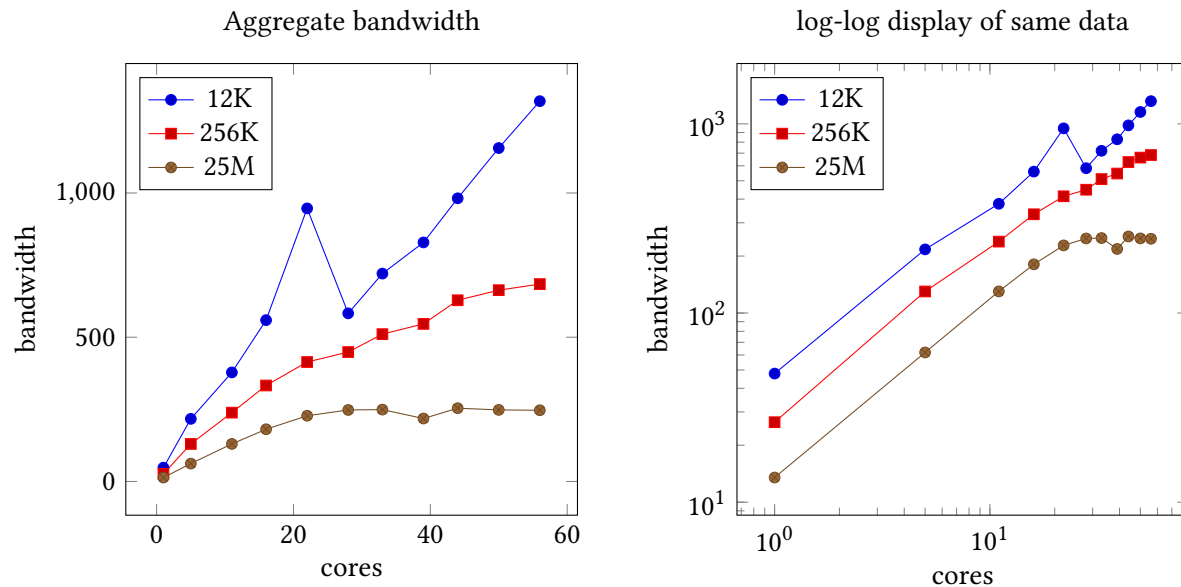 Aggregate bandwidth
12K
256K
25M
1,000
500
0
bandwidth
0
20
40
60
cores
log-log display of same data
12K
256K
25M
10³
10²
10¹
bandwidth
10⁰
10¹
cores